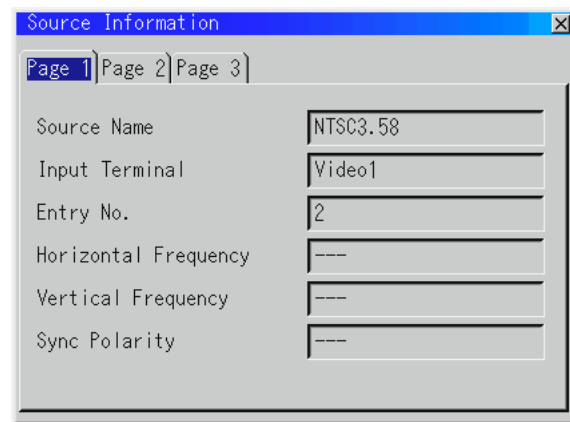 Source Information
Page 1 Page 2 Page 3
Source Name NTSC3.58
Input Terminal Video1
Entry No. 2
Horizontal Frequency ---
Vertical Frequency ---
Sync Polarity ---